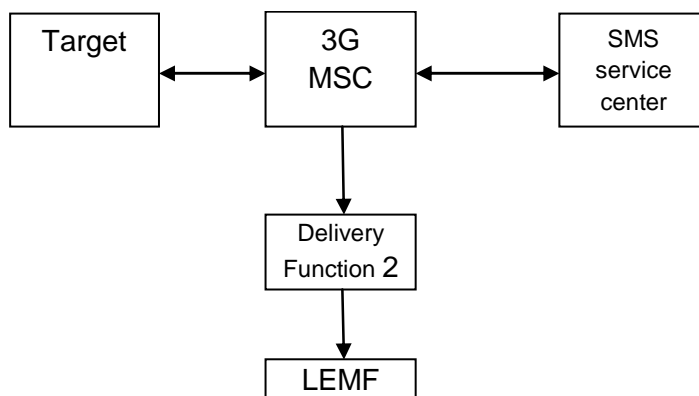 Target
3G
MSC
SMS
service
center
Delivery
Function 2
LEMF